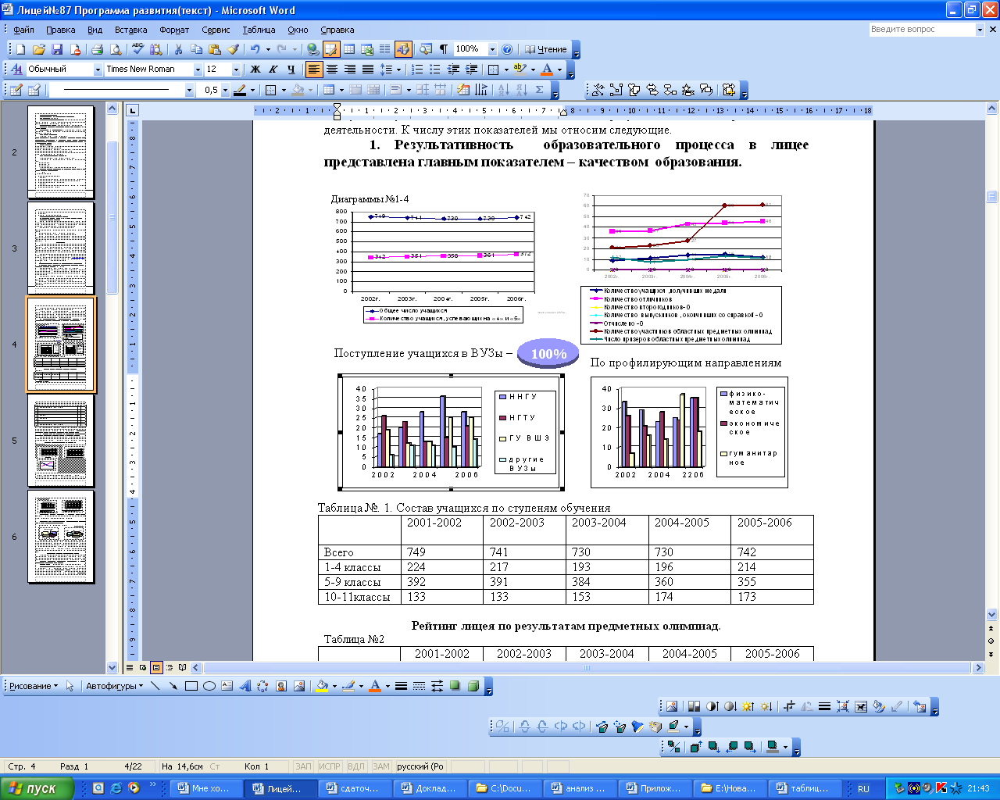 Лицей№87 Программа развития(текст) - Microsoft Word
Файл Правка Вид Вставка Формат Сервис Таблица Окно Справка
Введите вопрос
100% Чтение
Обычный Times New Roman 12 Ж К Ч
0,5
деятельности. К числу этих показателей мы относим следующие.
1. Результативность образовательного процесса в лицее
представлена главным показателем – качеством образования.
Диаграммы №1-4
800
700
600
500
400
300
200
100
0
749 741 730 730 742
342 351 358 361 372
2002г. 2003г. 2004г. 2005г. 2006г.
Общее число учащихся
Количество учащихся, успевающих на «4» и «5»
70
60
50
40
30
20
10
0
2002г. 2003г. 2004г. 2005г. 2006г.
Количество учащихся ,получивших медали
Количество отличников
Количество второгодников-0
Количество выпускников , окончивших со справкой -0
Отчислено -0
Количество участников областных предметных олимпиад
Число призеров областных предметных олимпиад
Поступление учащихся в ВУЗы – 100%
По профилирующим направлениям
40
35
30
25
20
15
10
5
0
2002 2004 2006
ННГУ
НГТУ
ГУ ВШЭ
другие
ВУЗы
40
30
20
10
0
2002 2004 2206
физико-
математич
еское
экономиче
ское
гуманитар
ное
Таблица №. 1. Состав учащихся по ступеням обучения
2001-2002 2002-2003 2003-2004 2004-2005 2005-2006
Всего 749 741 730 730 742
1-4 классы 224 217 193 196 214
5-9 классы 392 391 384 360 355
10-11классы 133 133 153 174 173
Рейтинг лицея по результатам предметных олимпиад.
Таблица №2
2001-2002 2002-2003 2003-2004 2004-2005 2005-2006
2
3
4
5
6
Рисование Автофигуры
Стр. 4 Разд 1 4/22 На 14,6см Ст Кол 1 ЗАП ИСПР ВДЛ ЗАМ русский (Ро
пуск Мне хо... Лицей... сдаточ... Доклад... C:\Docu... анализ ... Прилож... E:\Нова... таблиц... RU 21:43